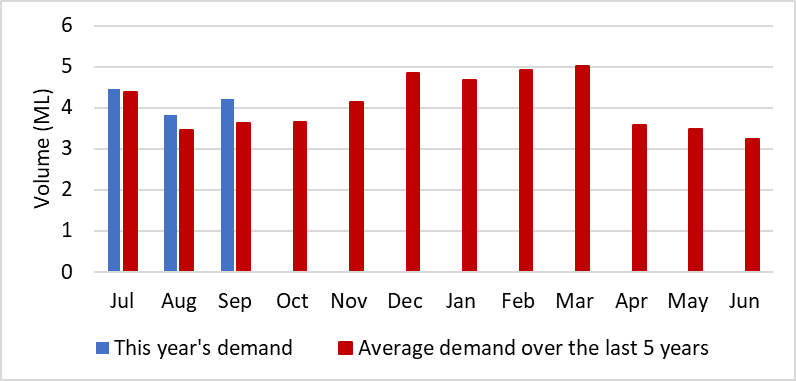 6
5
4
3
2
1
0
Volume (ML)
Jul Aug Sep Oct Nov Dec Jan Feb Mar Apr May Jun
This year's demand Average demand over the last 5 years